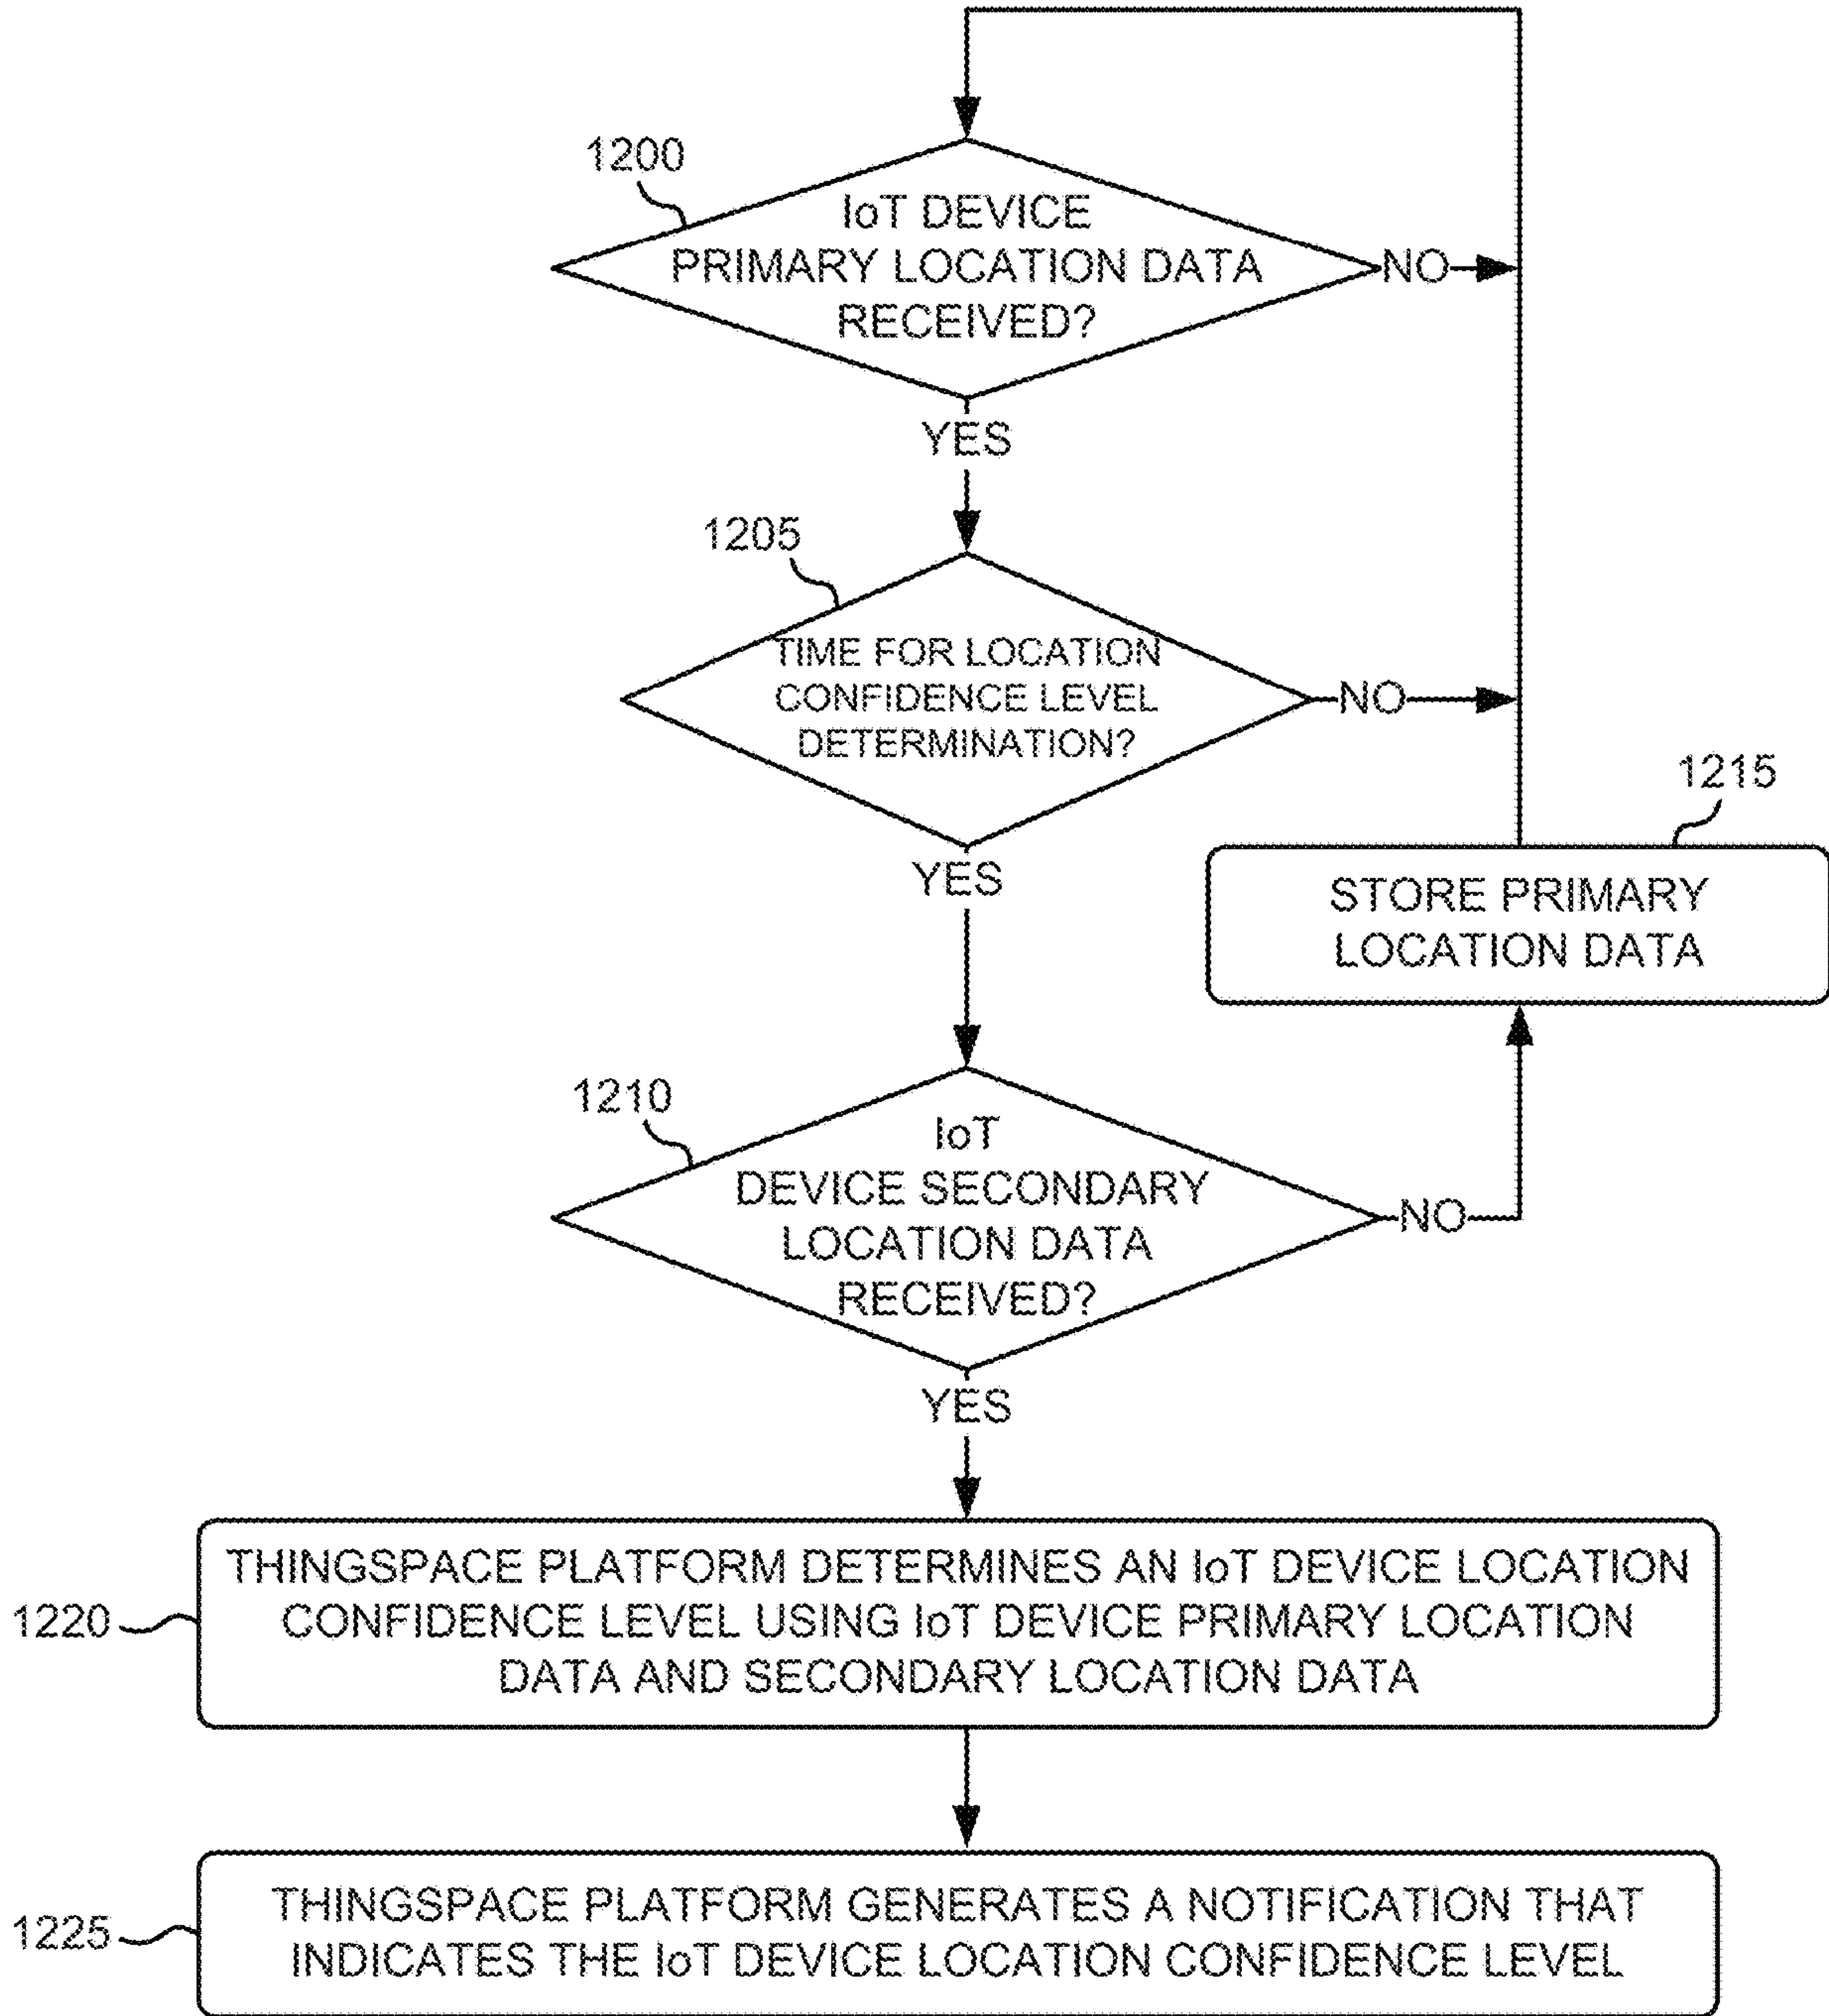 1200
IoT DEVICE
PRIMARY LOCATION DATA
RECEIVED?
NO
YES
1205
TIME FOR LOCATION
CONFIDENCE LEVEL
DETERMINATION?
NO
YES
1215
STORE PRIMARY
LOCATION DATA
1210
IoT
DEVICE SECONDARY
LOCATION DATA
RECEIVED?
NO
YES
1220
THINGSPACE PLATFORM DETERMINES AN IoT DEVICE LOCATION
CONFIDENCE LEVEL USING IoT DEVICE PRIMARY LOCATION
DATA AND SECONDARY LOCATION DATA
1225
THINGSPACE PLATFORM GENERATES A NOTIFICATION THAT
INDICATES THE IoT DEVICE LOCATION CONFIDENCE LEVEL